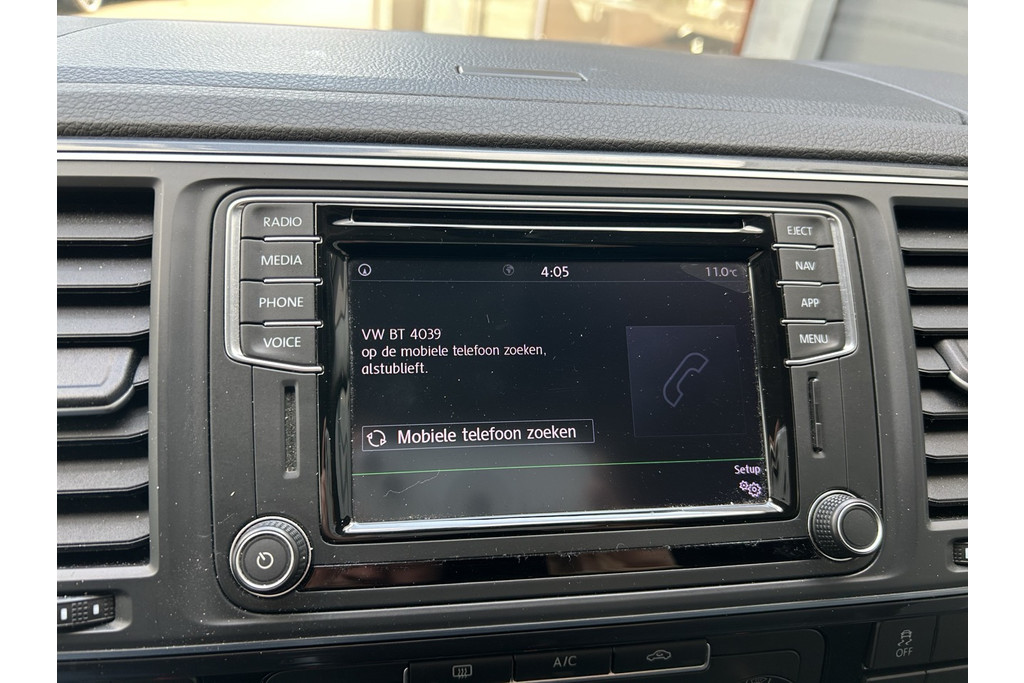 RADIO
MEDIA
PHONE
VOICE
4:05
11.0°C
VW BT 4039
op de mobiele telefoon zoeken,
alstublieft.
Mobiele telefoon zoeken
Setup
EJECT
NAV
APP
MENU
A/C
OFF